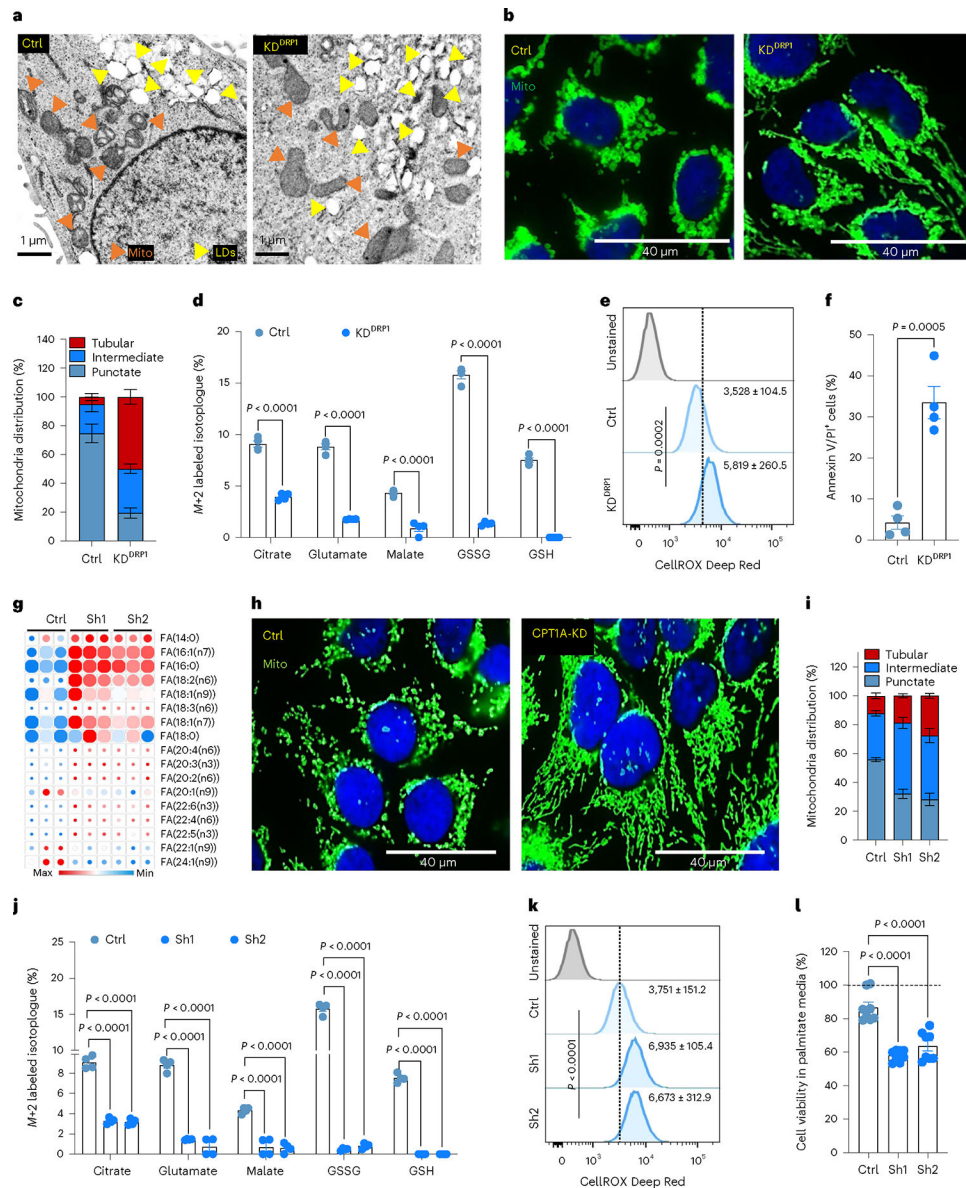 a
Ctrl
KD^DRP1
1 µm
Mito
LDs
1 µm
b
Ctrl
Mito
40 µm
KD^DRP1
40 µm
c
Mitochondria distribution (%)
140
120
100
80
60
40
20
0
Tubular
Intermediate
Punctate
Ctrl KD^DRP1
d
M+2 labeled isotoplogue (%)
20
15
10
5
0
Ctrl KD^DRP1
P < 0.0001
P < 0.0001
P < 0.0001
P < 0.0001
P < 0.0001
Citrate Glutamate Malate GSSG GSH
e
Unstained
Ctrl
KD^DRP1
P = 0.0002
3,528 ± 104.5
5,819 ± 260.5
0 10^3 10^4 10^5
CellROX Deep Red
f
Annexin V/PI+ cells (%)
50
40
30
20
10
0
P = 0.0005
Ctrl KD^DRP1
g
Ctrl Sh1 Sh2
FA(14:0)
FA(16:1(n7))
FA(16:0)
FA(18:2(n6))
FA(18:1(n9))
FA(18:3(n6))
FA(18:1(n7))
FA(18:0)
FA(20:4(n6))
FA(20:3(n3))
FA(20:2(n6))
FA(20:1(n9))
FA(22:6(n3))
FA(22:4(n6))
FA(22:5(n3))
FA(22:1(n9))
FA(24:1(n9))
Max Min
h
Ctrl
Mito
40 µm
CPT1A-KD
40 µm
i
Mitochondria distribution (%)
120
100
80
60
40
20
0
Tubular
Intermediate
Punctate
Ctrl
Sh1
Sh2
j
M+2 labeled isotoplogue (%)
25
20
15
10
8
6
4
2
0
Ctrl Sh1 Sh2
P < 0.0001
P < 0.0001
P < 0.0001
P < 0.0001
P < 0.0001
P < 0.0001
P < 0.0001
P < 0.0001
P < 0.0001
P < 0.0001
Citrate Glutamate Malate GSSG GSH
k
Unstained
Ctrl
Sh1
Sh2
P < 0.0001
3,751 ± 151.2
6,935 ± 105.4
6,673 ± 312.9
0 10^3 10^4 10^5
CellROX Deep Red
l
Cell viability in palmitate media (%)
120
100
80
60
40
20
0
P < 0.0001
P < 0.0001
Ctrl Sh1 Sh2